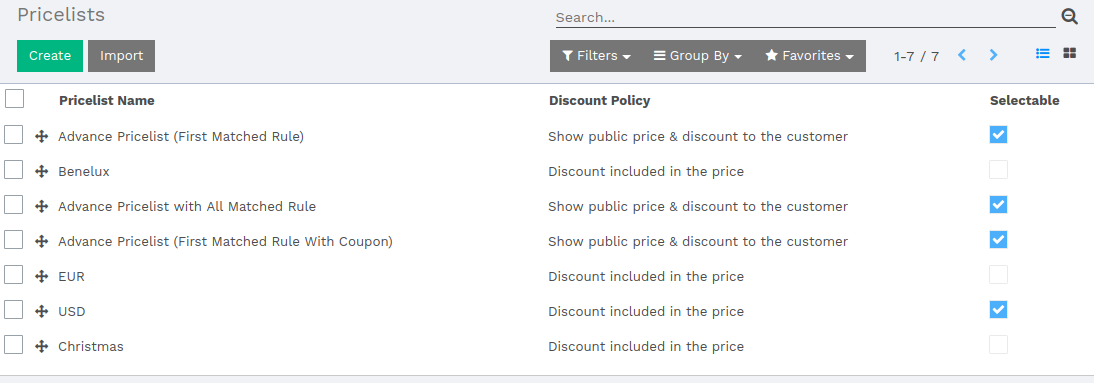 Pricelists
Search...
Create Import Filters Group By Favorites 1-7 / 7
Pricelist Name Discount Policy Selectable
Advance Pricelist (First Matched Rule) Show public price & discount to the customer
Benelux Discount included in the price
Advance Pricelist with All Matched Rule Show public price & discount to the customer
Advance Pricelist (First Matched Rule With Coupon) Show public price & discount to the customer
EUR Discount included in the price
USD Discount included in the price
Christmas Discount included in the price